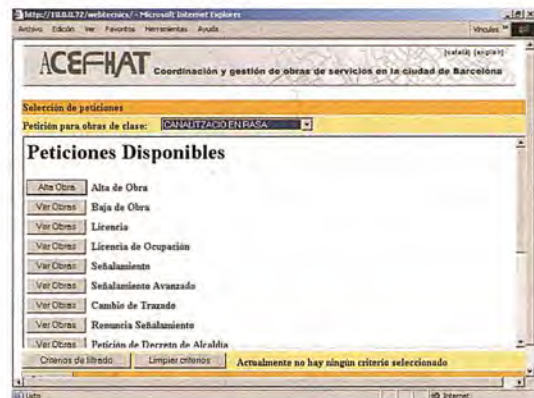 http://10.0.0.72/webtecnics/ - Microsoft Internet Explorer
Archivo Edición Ver Favoritos Herramientas Ayuda Vínculos
[català] [english]
ACEFHAT Coordinación y gestión de obras de servicios en la ciudad de Barcelona
Selección de peticiones
Petición para obras de clase: CANALITZACIO EN RASA
Peticiones Disponibles
Alta Obra Alta de Obra
Ver Obras Baja de Obra
Ver Obras Licencia
Ver Obras Licencia de Ocupación
Ver Obras Señalamiento
Ver Obras Señalamiento Avanzado
Ver Obras Cambio de Trazado
Ver Obras Renuncia Señalamiento
Ver Obras Petición de Decreto de Alcaldía
Criterios de filtrado Limpiar criterios Actualmente no hay ningún criterio seleccionado
Listo Internet